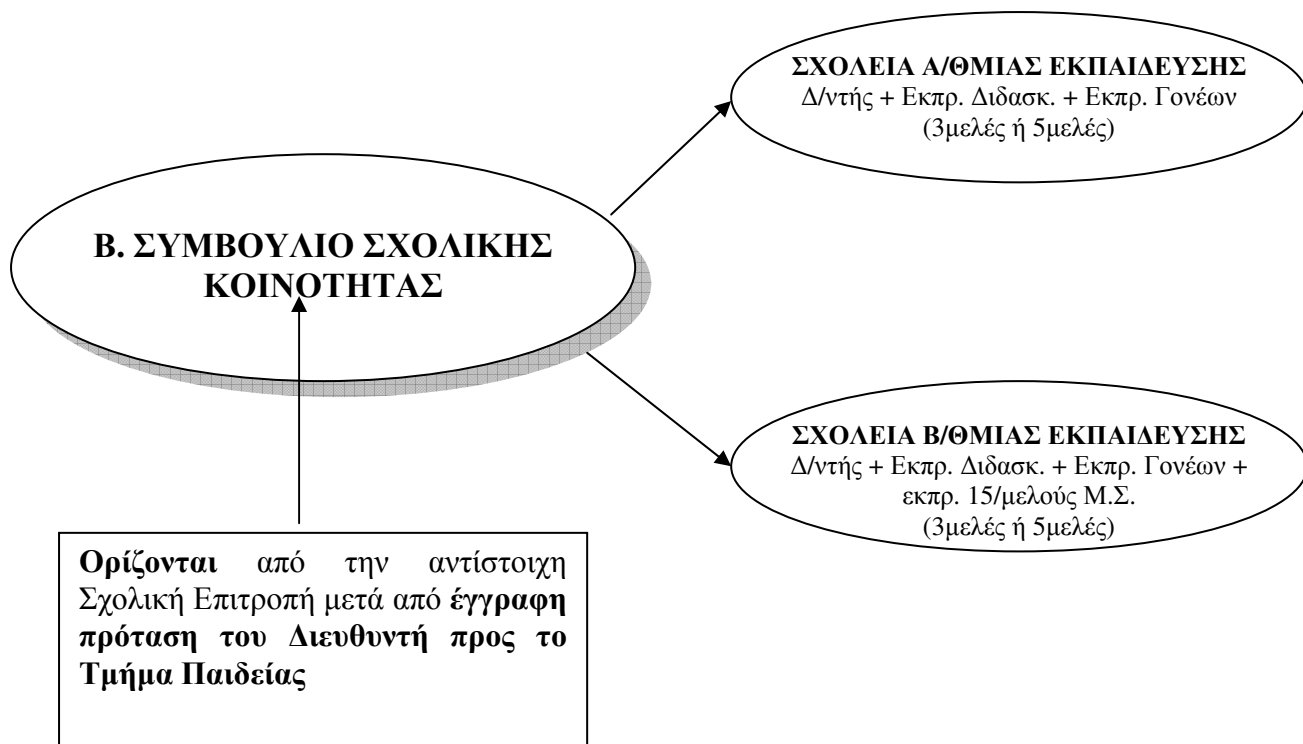 ΣΧΟΛΕΙΑ Α/ΘΜΙΑΣ ΕΚΠΑΙΔΕΥΣΗΣ
Δ/ντής + Εκπρ. Διδασκ. + Εκπρ. Γονέων
(3μελές ή 5μελές)
Β. ΣΥΜΒΟΥΛΙΟ ΣΧΟΛΙΚΗΣ
ΚΟΙΝΟΤΗΤΑΣ
ΣΧΟΛΕΙΑ Β/ΘΜΙΑΣ ΕΚΠΑΙΔΕΥΣΗΣ
Δ/ντής + Εκπρ. Διδασκ. + Εκπρ. Γονέων +
εκπρ. 15/μελούς Μ.Σ.
(3μελές ή 5μελές)
Ορίζονται από την αντίστοιχη
Σχολική Επιτροπή μετά από έγγραφη
πρόταση του Διευθυντή προς το
Τμήμα Παιδείας